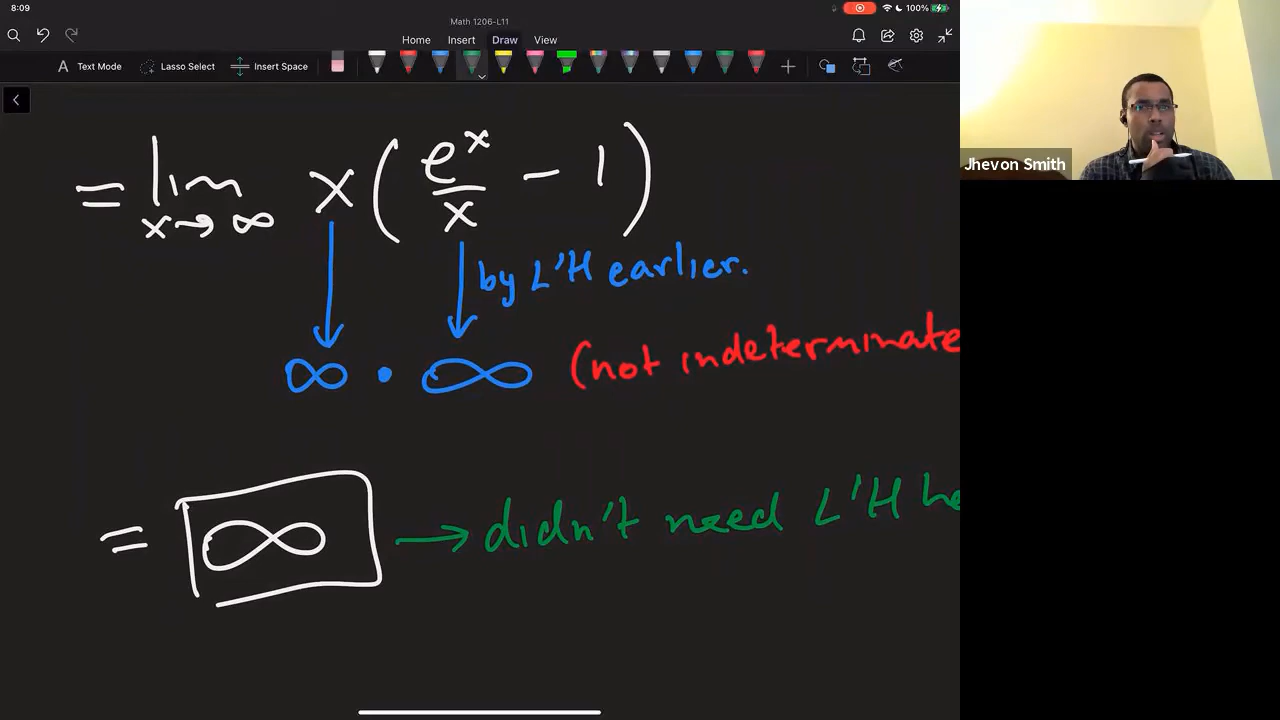 8:09
100%
Math 1206-L11
Home Insert Draw View
A Text Mode Lasso Select Insert Space
Jhevon Smith
= lim x ( e^x / x - 1 )
x → ∞
by L'H earlier.
∞ · ∞ (not indeterminate
= ∞ → didn't need L'H he